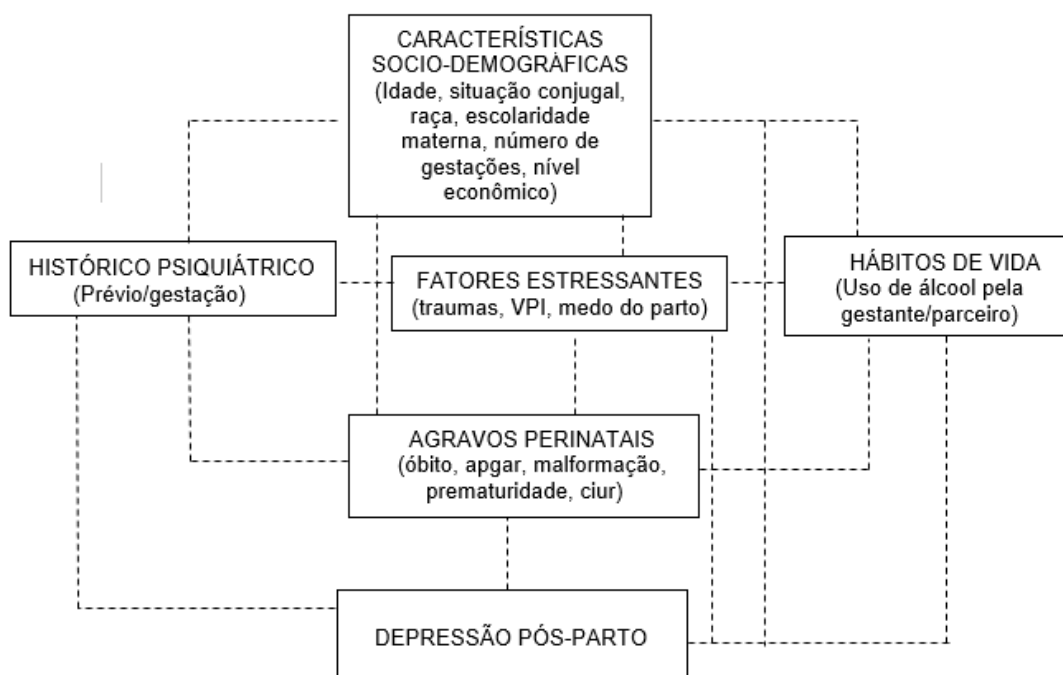 CARACTERÍSTICAS
SOCIO-DEMOGRÁFICAS
(Idade, situação conjugal,
raça, escolaridade
materna, número de
gestações, nível
econômico)
HISTÓRICO PSIQUIÁTRICO
(Prévio/gestação)
FATORES ESTRESSANTES
(traumas, VPI, medo do parto)
HÁBITOS DE VIDA
(Uso de álcool pela
gestante/parceiro)
AGRAVOS PERINATAIS
(óbito, apgar, malformação,
prematuridade, ciur)
DEPRESSÃO PÓS-PARTO